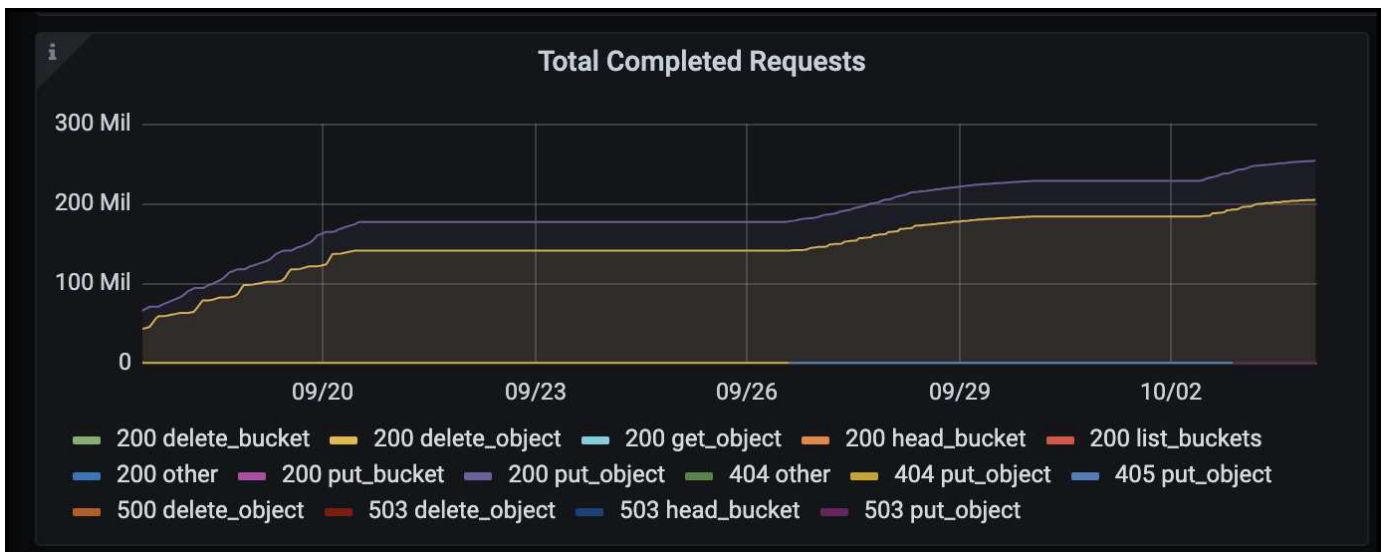 i
Total Completed Requests
300 Mil
200 Mil
100 Mil
0
09/20 09/23 09/26 09/29 10/02
200 delete_bucket 200 delete_object 200 get_object 200 head_bucket 200 list_buckets
200 other 200 put_bucket 200 put_object 404 other 404 put_object 405 put_object
500 delete_object 503 delete_object 503 head_bucket 503 put_object